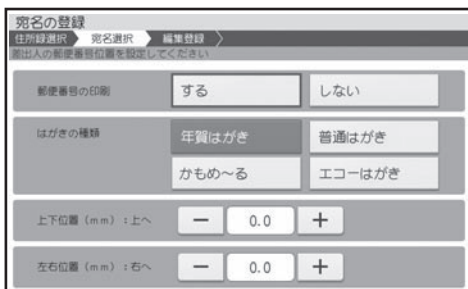 宛名の登録
住所録選択 宛名選択 編集登録
差出人の郵便番号位置を設定してください
郵便番号の印刷 する しない
はがきの種類 年賀はがき 普通はがき
かもめ〜る エコーはがき
上下位置（mm）：上へ − 0.0 +
左右位置（mm）：右へ − 0.0 +